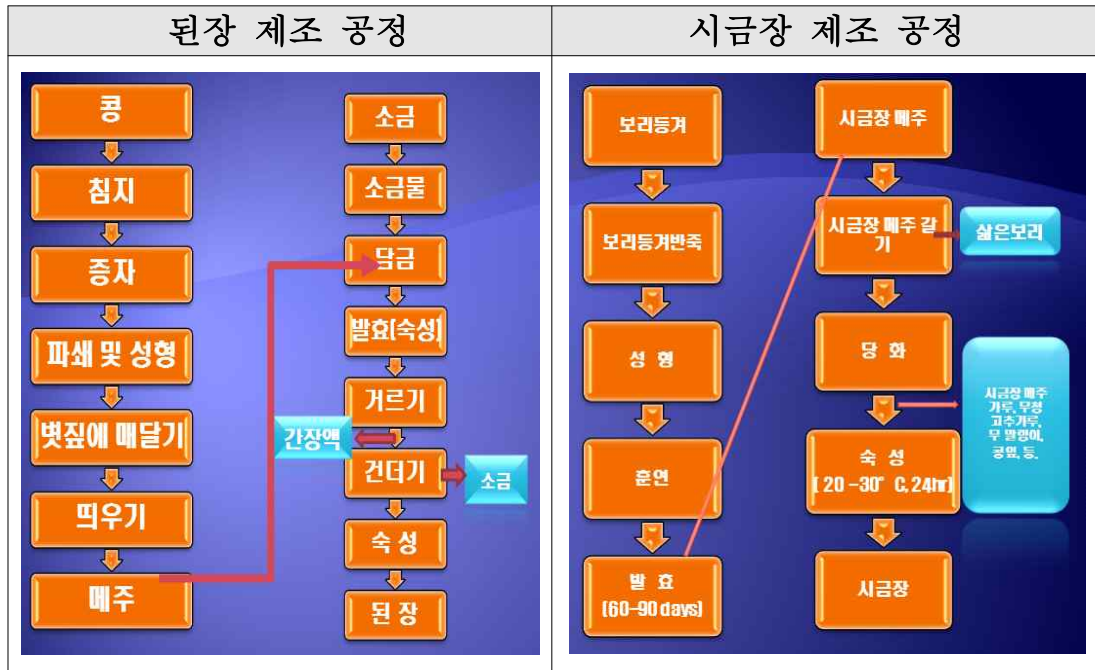 된장 제조 공정
콩
침지
증자
파쇄 및 성형
볏짚에 매달기
띄우기
메주
소금
소금물
담금
발효(숙성)
거르기
간장액
건더기
소금
숙 성
된 장
시금장 제조 공정
보리등겨
보리등겨반죽
성 형
훈연
발 효
(60-90 days)
시금장 메주
시금장 메주 갈
기
삶은보리
당 화
시금장 메주
가루, 무청
고추가루,
무 말랭이,
콩잎, 등.
숙 성
( 20 -30° C, 24hr)
시금장